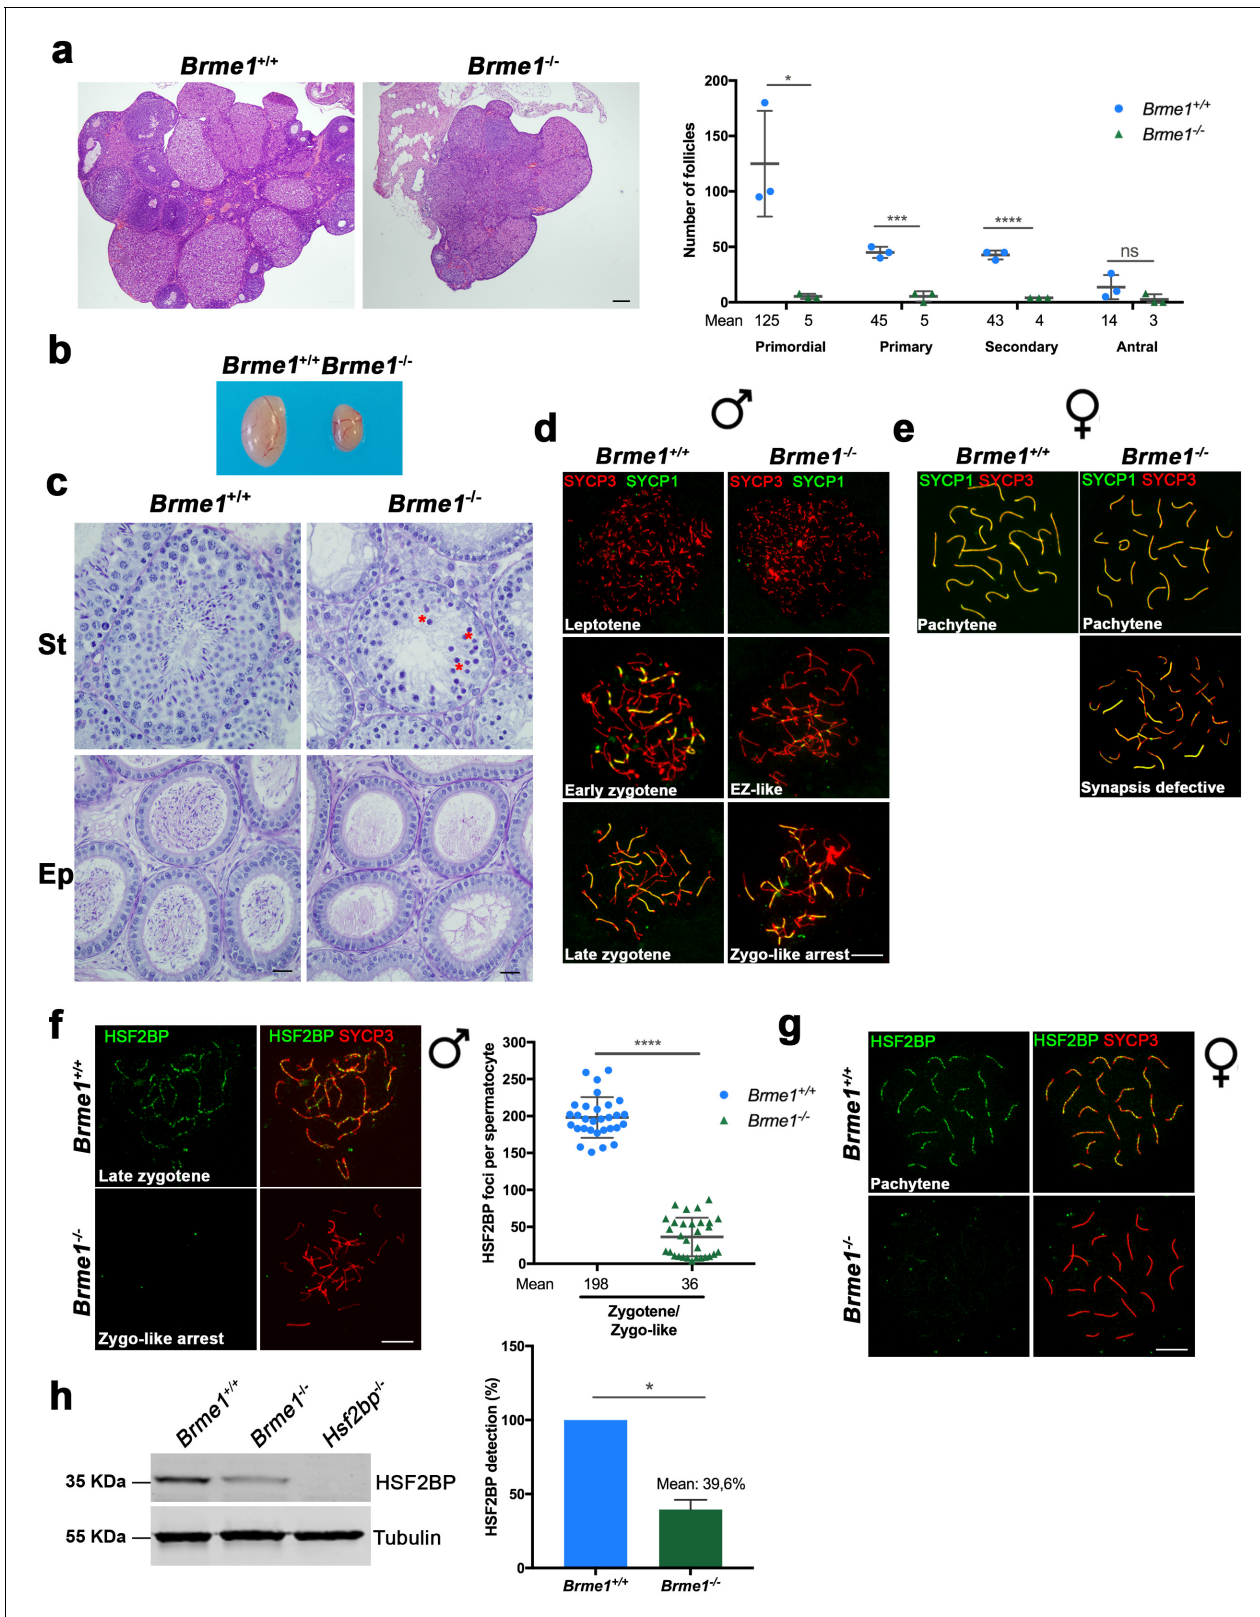 a
Brme1+/+
Brme1-/-
200
150
100
50
0
Number of follicles
*
***
****
ns
Brme1+/+
Brme1-/-
Mean 125 5 45 5 43 4 14 3
Primordial Primary Secondary Antral
b
Brme1+/+ Brme1-/-
c
Brme1+/+
Brme1-/-
St
* * *
Ep
d
♂
Brme1+/+
Brme1-/-
SYCP3 SYCP1
SYCP3 SYCP1
Leptotene
Early zygotene
EZ-like
Late zygotene
Zygo-like arrest
e
♀
Brme1+/+
Brme1-/-
SYCP1 SYCP3
SYCP1 SYCP3
Pachytene
Pachytene
Synapsis defective
f
HSF2BP
HSF2BP SYCP3
♂
Brme1+/+
Late zygotene
Brme1-/-
Zygo-like arrest
HSF2BP foci per spermatocyte
300
250
200
150
100
50
0
****
Brme1+/+
Brme1-/-
Mean 198 36
Zygotene/
Zygo-like
g
HSF2BP
HSF2BP SYCP3
♀
Brme1+/+
Pachytene
Brme1-/-
h
Brme1+/+
Brme1-/-
Hsf2bp-/-
35 KDa
HSF2BP
55 KDa
Tubulin
HSF2BP detection (%)
150
100
50
0
*
Mean: 39,6%
Brme1+/+ Brme1-/-